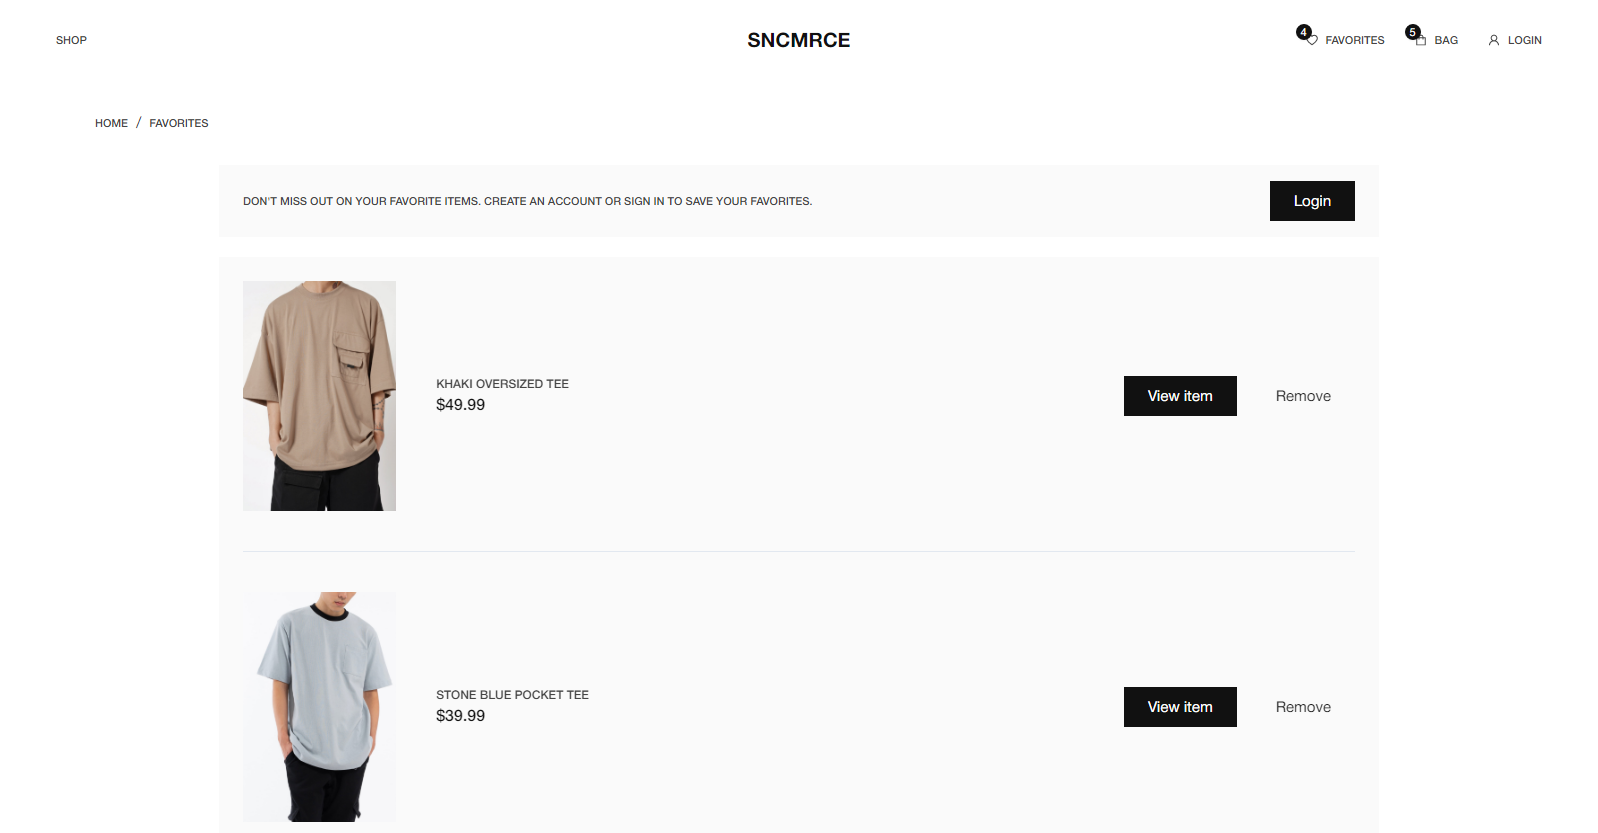 SHOP
SNCMRCE
4 FAVORITES
5 BAG
LOGIN
HOME / FAVORITES
DON'T MISS OUT ON YOUR FAVORITE ITEMS. CREATE AN ACCOUNT OR SIGN IN TO SAVE YOUR FAVORITES.
Login
KHAKI OVERSIZED TEE
$49.99
View item
Remove
STONE BLUE POCKET TEE
$39.99
View item
Remove